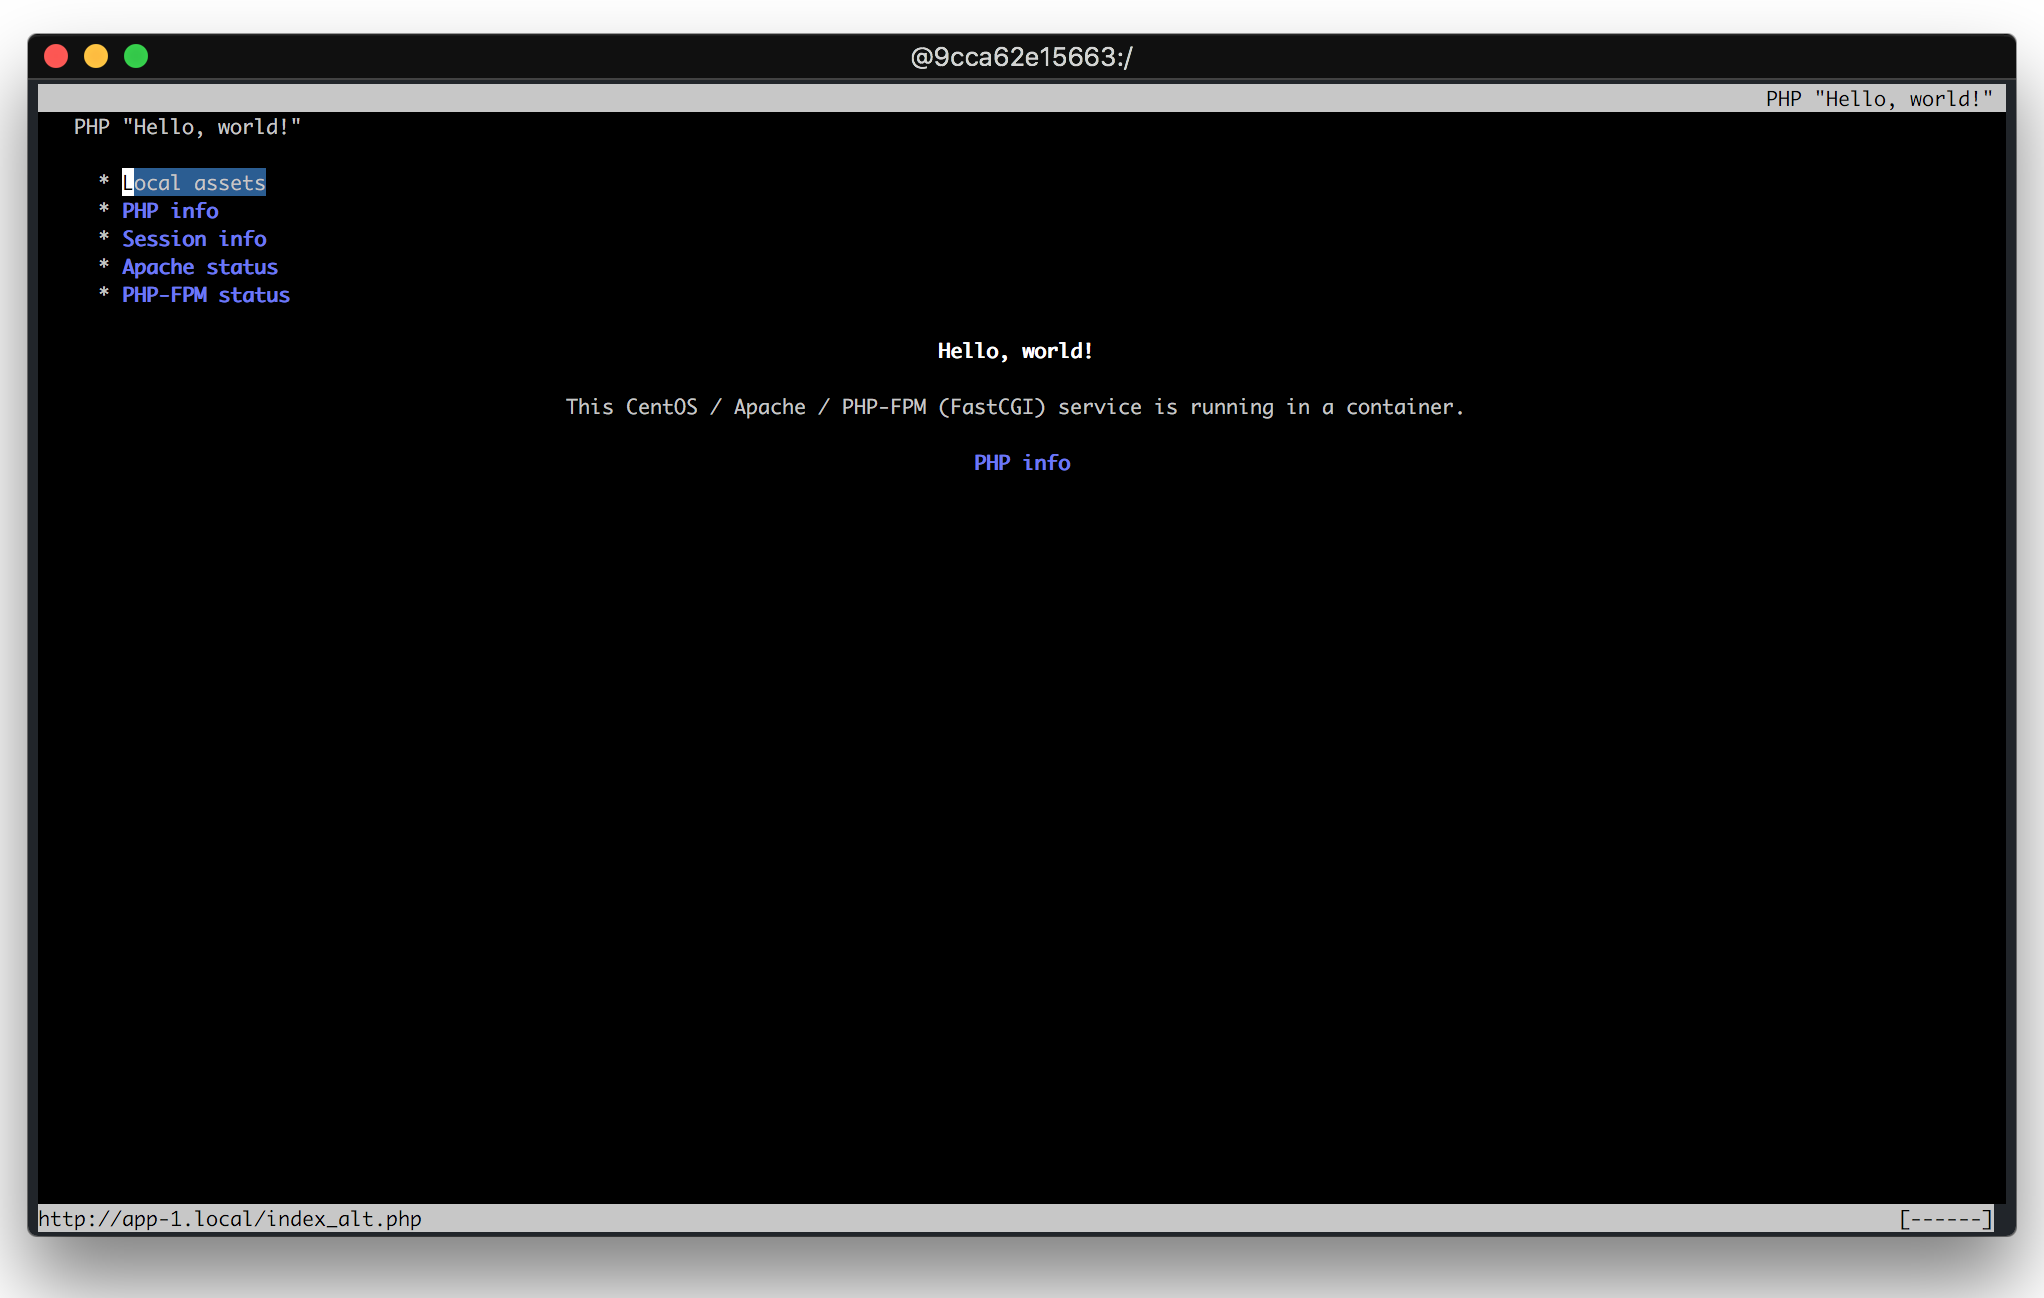 @9cca62e15663:/
PHP "Hello, world!"
PHP "Hello, world!"
* Local assets
* PHP info
* Session info
* Apache status
* PHP-FPM status
Hello, world!
This CentOS / Apache / PHP-FPM (FastCGI) service is running in a container.
PHP info
http://app-1.local/index_alt.php [------]